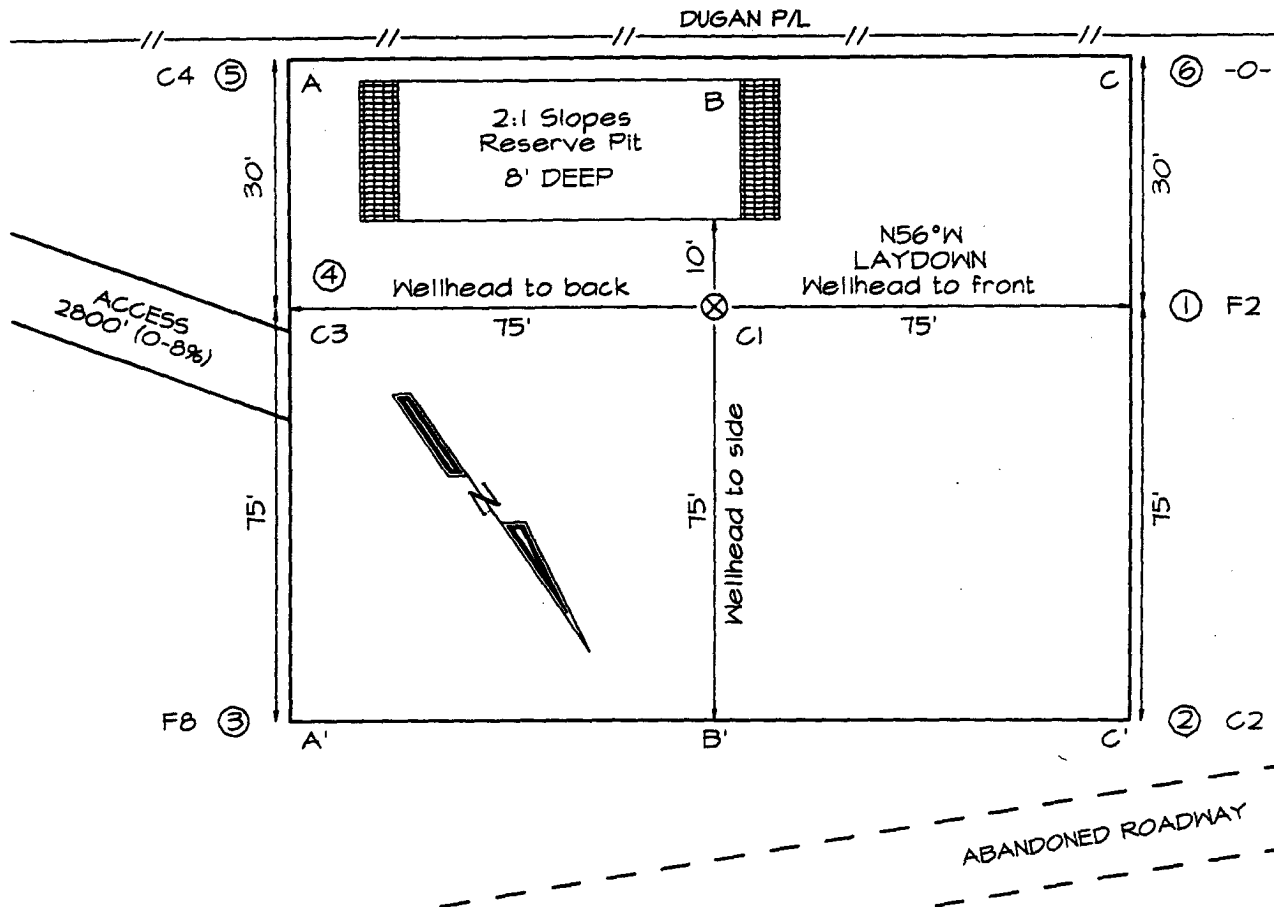 DUGAN P/L
C4 ⑤
A
B
C
⑥ -0-
2:1 Slopes
Reserve Pit
8' DEEP
30'
30'
10'
N56°W
LAYDOWN
④
Wellhead to back
Wellhead to front
① F2
ACCESS
2800' (0-8%)
C3
75'
C1
75'
Wellhead to side
75'
75'
75'
N
F8 ③
A'
B'
C'
② C2
ABANDONED ROADWAY